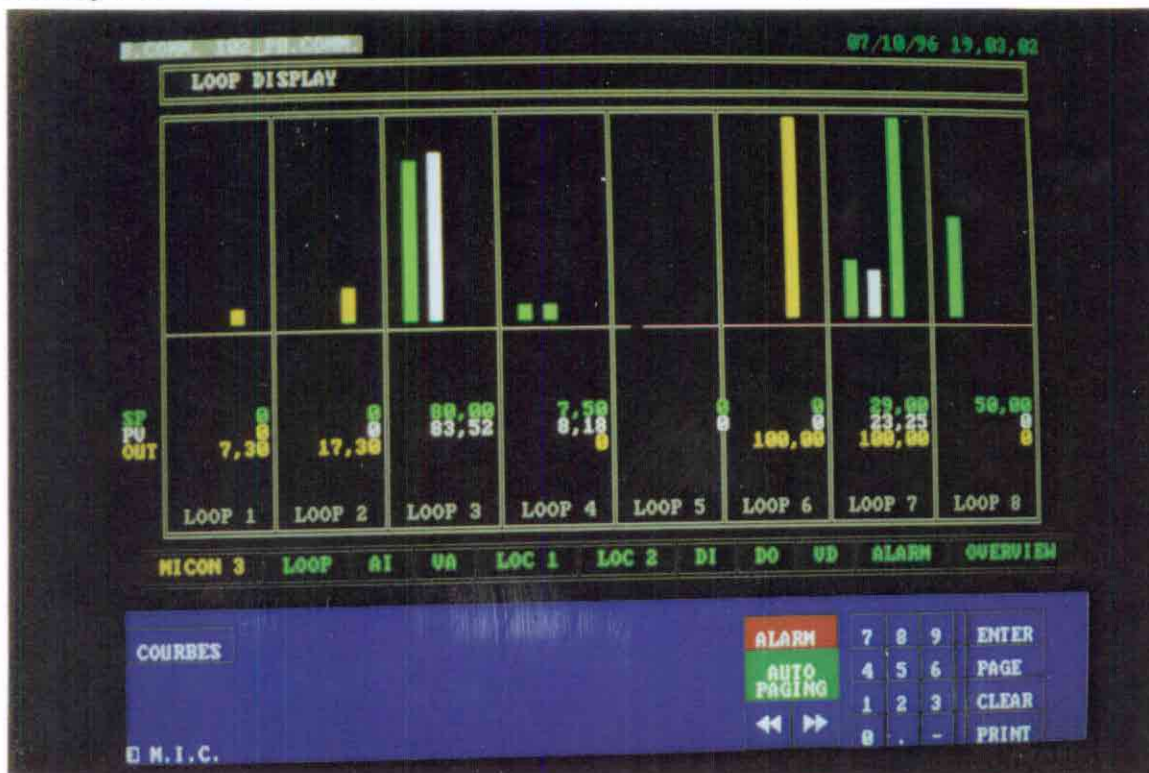 07/10/96 19,03,02
LOOP DISPLAY
SP 0 0 80,00 7,50 0 0 29,00 50,00
PV 0 0 83,52 8,18 0 0 23,25 0
OUT 7,30 17,30 0 100,00 100,00 0
LOOP 1 LOOP 2 LOOP 3 LOOP 4 LOOP 5 LOOP 6 LOOP 7 LOOP 8
MICON 3 LOOP AI VA LOC 1 LOC 2 DI DO VD ALARM OVERVIEW
COURBES
ALARM 7 8 9 ENTER
AUTO PAGING 4 5 6 PAGE
1 2 3 CLEAR
0 . - PRINT
M.I.C.